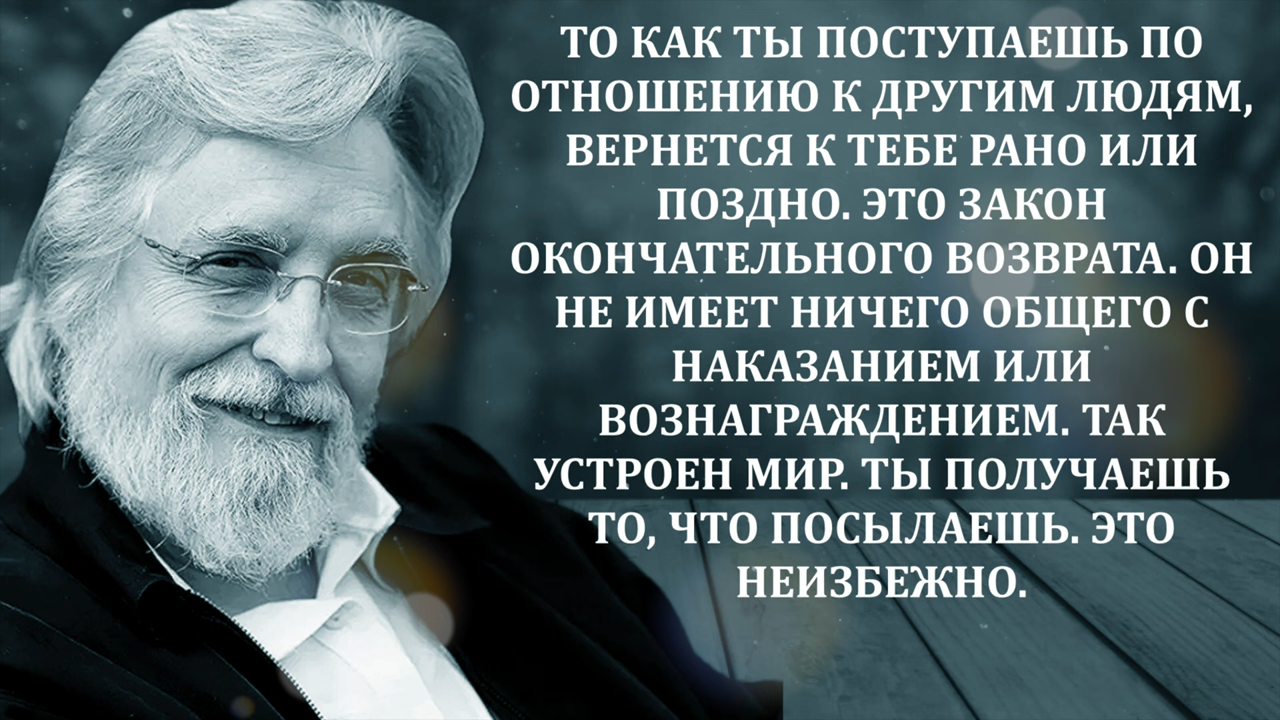 ТО КАК ТЫ ПОСТУПАЕШЬ ПО
ОТНОШЕНИЮ К ДРУГИМ ЛЮДЯМ,
ВЕРНЕТСЯ К ТЕБЕ РАНО ИЛИ
ПОЗДНО. ЭТО ЗАКОН
ОКОНЧАТЕЛЬНОГО ВОЗВРАТА. ОН
НЕ ИМЕЕТ НИЧЕГО ОБЩЕГО С
НАКАЗАНИЕМ ИЛИ
ВОЗНАГРАЖДЕНИЕМ. ТАК
УСТРОЕН МИР. ТЫ ПОЛУЧАЕШЬ
ТО, ЧТО ПОСЫЛАЕШЬ. ЭТО
НЕИЗБЕЖНО.